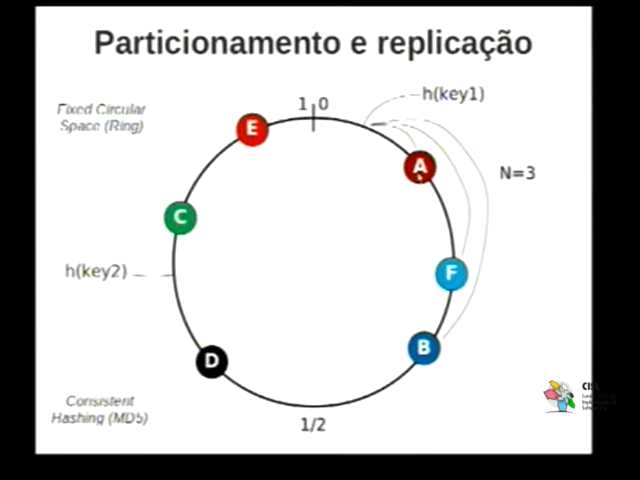 Particionamento e replicação
Fixed Circular
Space (Ring)
1 0
h(key1)
E
A
N=3
C
h(key2)
F
B
D
Consistent
Hashing (MD5)
1/2